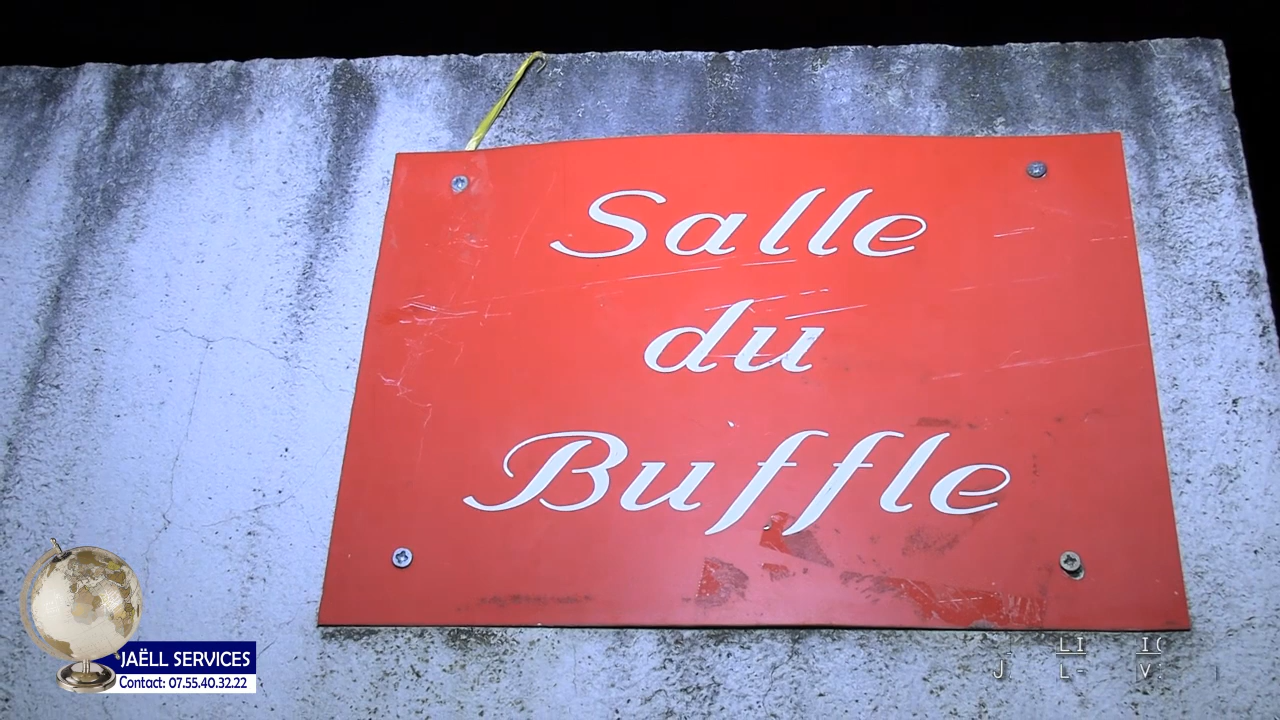 Salle
du
Buffle
JAËLL SERVICES
Contact: 07.55.40.32.22